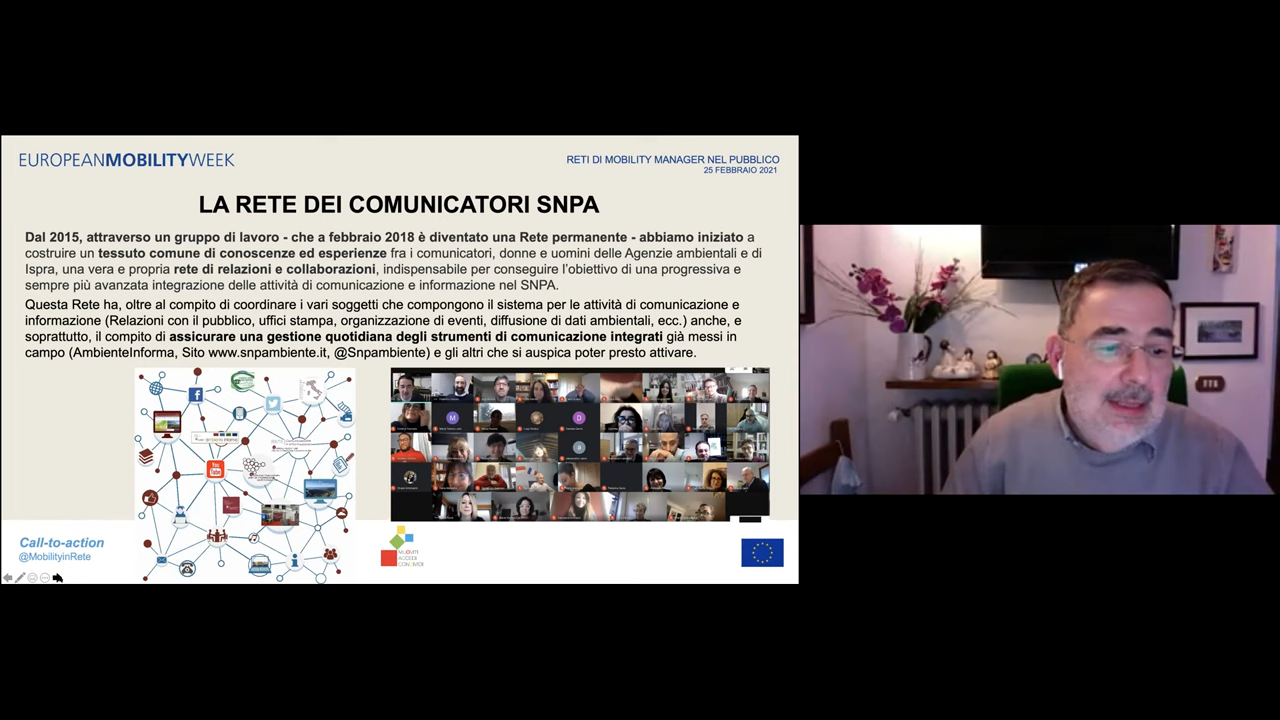 EUROPEANMOBILITYWEEK
RETI DI MOBILITY MANAGER NEL PUBBLICO
25 FEBBRAIO 2021
LA RETE DEI COMUNICATORI SNPA
Dal 2015, attraverso un gruppo di lavoro - che a febbraio 2018 è diventato una Rete permanente - abbiamo iniziato a
costruire un tessuto comune di conoscenze ed esperienze fra i comunicatori, donne e uomini delle Agenzie ambientali e di
Ispra, una vera e propria rete di relazioni e collaborazioni, indispensabile per conseguire l'obiettivo di una progressiva e
sempre più avanzata integrazione delle attività di comunicazione e informazione nel SNPA.
Questa Rete ha, oltre al compito di coordinare i vari soggetti che compongono il sistema per le attività di comunicazione e
informazione (Relazioni con il pubblico, uffici stampa, organizzazione di eventi, diffusione di dati ambientali, ecc.) anche, e
soprattutto, il compito di assicurare una gestione quotidiana degli strumenti di comunicazione integrati già messi in
campo (AmbienteInforma, Sito www.snpambiente.it, @Snpambiente) e gli altri che si auspica poter presto attivare.
You
Tube
M
D
Call-to-action
@MobilityinRete
MUOVITI
ACCEDI
CONDIVIDI